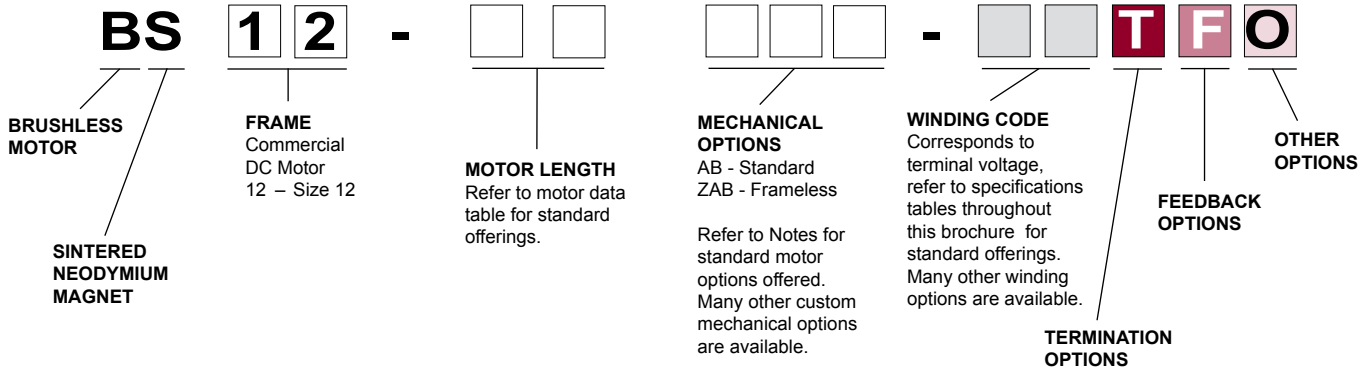 BS 12 - - TFO
BRUSHLESS
MOTOR
SINTERED
NEODYMIUM
MAGNET
FRAME
Commercial
DC Motor
12 – Size 12
MOTOR LENGTH
Refer to motor data
table for standard
offerings.
MECHANICAL
OPTIONS
AB - Standard
ZAB - Frameless
Refer to Notes for
standard motor
options offered.
Many other custom
mechanical options
are available.
WINDING CODE
Corresponds to
terminal voltage,
refer to specifications
tables throughout
this brochure for
standard offerings.
Many other winding
options are available.
TERMINATION
OPTIONS
FEEDBACK
OPTIONS
OTHER
OPTIONS